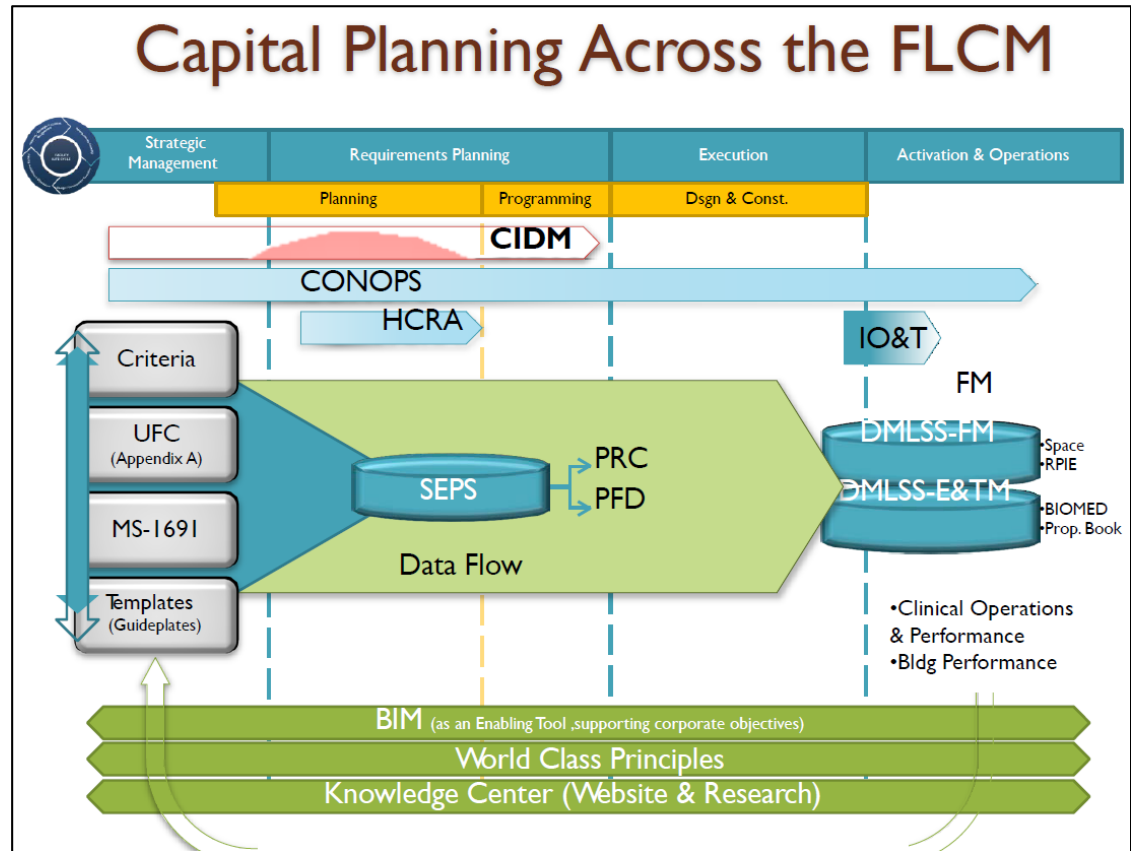 Capital Planning Across the FLCM
Strategic
Management
Requirements Planning
Execution
Activation & Operations
Planning
Programming
Dsgn & Const.
CIDM
CONOPS
HCRA
IO&T
FM
Criteria
UFC
(Appendix A)
MS-1691
Templates
(Guideplates)
SEPS
PRC
PFD
Data Flow
DMLSS-FM
•Space
•RPIE
DMLSS-E&TM
•BIOMED
•Prop. Book
•Clinical Operations
& Performance
•Bldg Performance
BIM (as an Enabling Tool ,supporting corporate objectives)
World Class Principles
Knowledge Center (Website & Research)